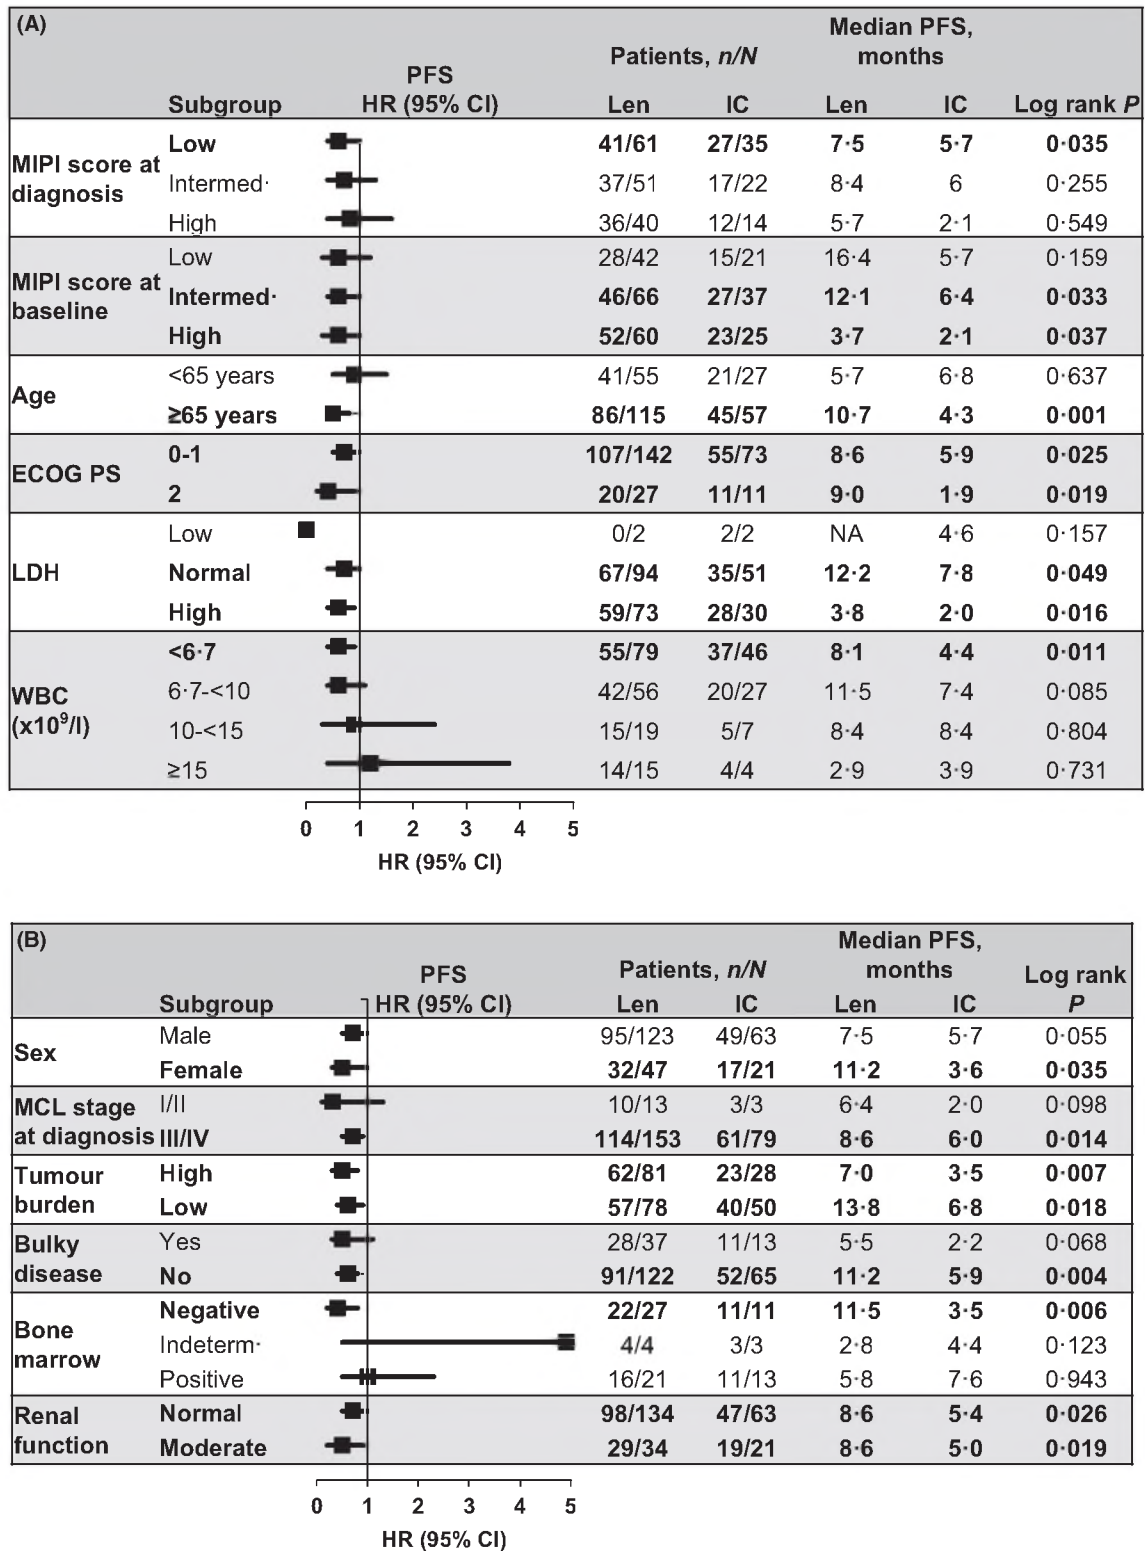 (A)
Median PFS,
Patients, n/N months
PFS
Subgroup HR (95% CI) Len IC Len IC Log rank P
MIPI score at diagnosis
Low 41/61 27/35 7·5 5·7 0·035
Intermed· 37/51 17/22 8·4 6 0·255
High 36/40 12/14 5·7 2·1 0·549
MIPI score at baseline
Low 28/42 15/21 16·4 5·7 0·159
Intermed· 46/66 27/37 12·1 6·4 0·033
High 52/60 23/25 3·7 2·1 0·037
Age
<65 years 41/55 21/27 5·7 6·8 0·637
≥65 years 86/115 45/57 10·7 4·3 0·001
ECOG PS
0-1 107/142 55/73 8·6 5·9 0·025
2 20/27 11/11 9·0 1·9 0·019
LDH
Low 0/2 2/2 NA 4·6 0·157
Normal 67/94 35/51 12·2 7·8 0·049
High 59/73 28/30 3·8 2·0 0·016
WBC (x10⁹/l)
<6·7 55/79 37/46 8·1 4·4 0·011
6·7-<10 42/56 20/27 11·5 7·4 0·085
10-<15 15/19 5/7 8·4 8·4 0·804
≥15 14/15 4/4 2·9 3·9 0·731
0 1 2 3 4 5
HR (95% CI)
(B)
Median PFS,
PFS Patients, n/N months Log rank
Subgroup HR (95% CI) Len IC Len IC P
Sex
Male 95/123 49/63 7·5 5·7 0·055
Female 32/47 17/21 11·2 3·6 0·035
MCL stage at diagnosis
I/II 10/13 3/3 6·4 2·0 0·098
III/IV 114/153 61/79 8·6 6·0 0·014
Tumour burden
High 62/81 23/28 7·0 3·5 0·007
Low 57/78 40/50 13·8 6·8 0·018
Bulky disease
Yes 28/37 11/13 5·5 2·2 0·068
No 91/122 52/65 11·2 5·9 0·004
Bone marrow
Negative 22/27 11/11 11·5 3·5 0·006
Indeterm· 4/4 3/3 2·8 4·4 0·123
Positive 16/21 11/13 5·8 7·6 0·943
Renal function
Normal 98/134 47/63 8·6 5·4 0·026
Moderate 29/34 19/21 8·6 5·0 0·019
0 1 2 3 4 5
HR (95% CI)